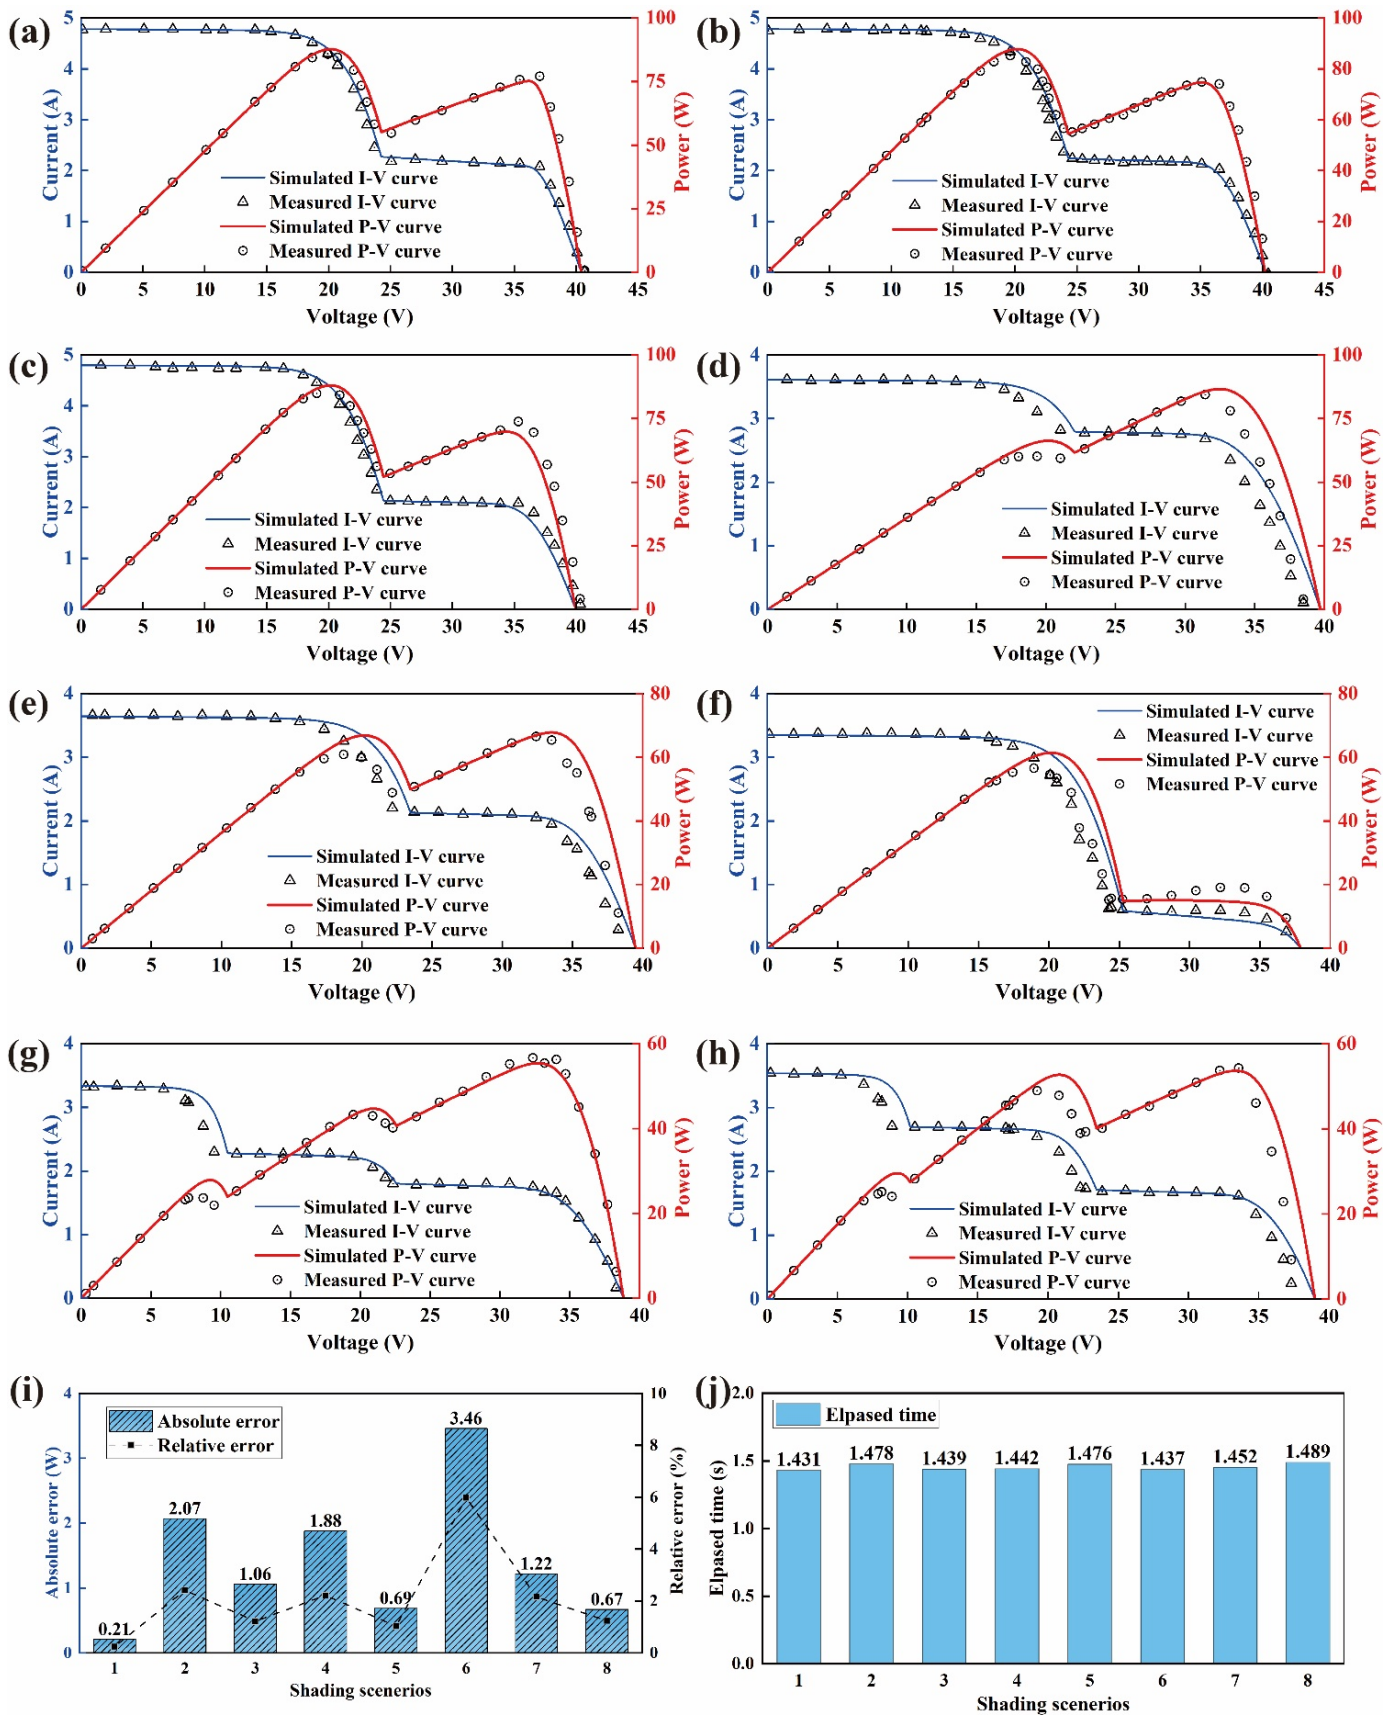 (a)
5
4
3
2
1
0
Current (A)
100
75
50
25
0
Power (W)
Simulated I-V curve
Measured I-V curve
Simulated P-V curve
Measured P-V curve
0 5 10 15 20 25 30 35 40 45
Voltage (V)
(b)
5
4
3
2
1
0
Current (A)
100
80
60
40
20
0
Power (W)
Simulated I-V curve
Measured I-V curve
Simulated P-V curve
Measured P-V curve
0 5 10 15 20 25 30 35 40 45
Voltage (V)
(c)
5
4
3
2
1
0
Current (A)
100
75
50
25
0
Power (W)
Simulated I-V curve
Measured I-V curve
Simulated P-V curve
Measured P-V curve
0 5 10 15 20 25 30 35 40 45
Voltage (V)
(d)
4
3
2
1
0
Current (A)
100
75
50
25
0
Power (W)
Simulated I-V curve
Measured I-V curve
Simulated P-V curve
Measured P-V curve
0 5 10 15 20 25 30 35 40
Voltage (V)
(e)
4
3
2
1
0
Current (A)
80
60
40
20
0
Power (W)
Simulated I-V curve
Measured I-V curve
Simulated P-V curve
Measured P-V curve
0 5 10 15 20 25 30 35 40
Voltage (V)
(f)
4
3
2
1
0
Current (A)
80
60
40
20
0
Power (W)
Simulated I-V curve
Measured I-V curve
Simulated P-V curve
Measured P-V curve
0 5 10 15 20 25 30 35 40
Voltage (V)
(g)
4
3
2
1
0
Current (A)
60
40
20
0
Power (W)
Simulated I-V curve
Measured I-V curve
Simulated P-V curve
Measured P-V curve
0 5 10 15 20 25 30 35 40
Voltage (V)
(h)
4
3
2
1
0
Current (A)
60
40
20
0
Power (W)
Simulated I-V curve
Measured I-V curve
Simulated P-V curve
Measured P-V curve
0 5 10 15 20 25 30 35 40
Voltage (V)
(i)
4
3
2
1
0
Absolute error (W)
10
8
6
4
2
0
Relative error (%)
Absolute error
Relative error
0.21 2.07 1.06 1.88 0.69 3.46 1.22 0.67
1 2 3 4 5 6 7 8
Shading scenerios
(j)
2.0
1.5
1.0
0.5
0.0
Elpased time (s)
Elpased time
1.431 1.478 1.439 1.442 1.476 1.437 1.452 1.489
1 2 3 4 5 6 7 8
Shading scenerios